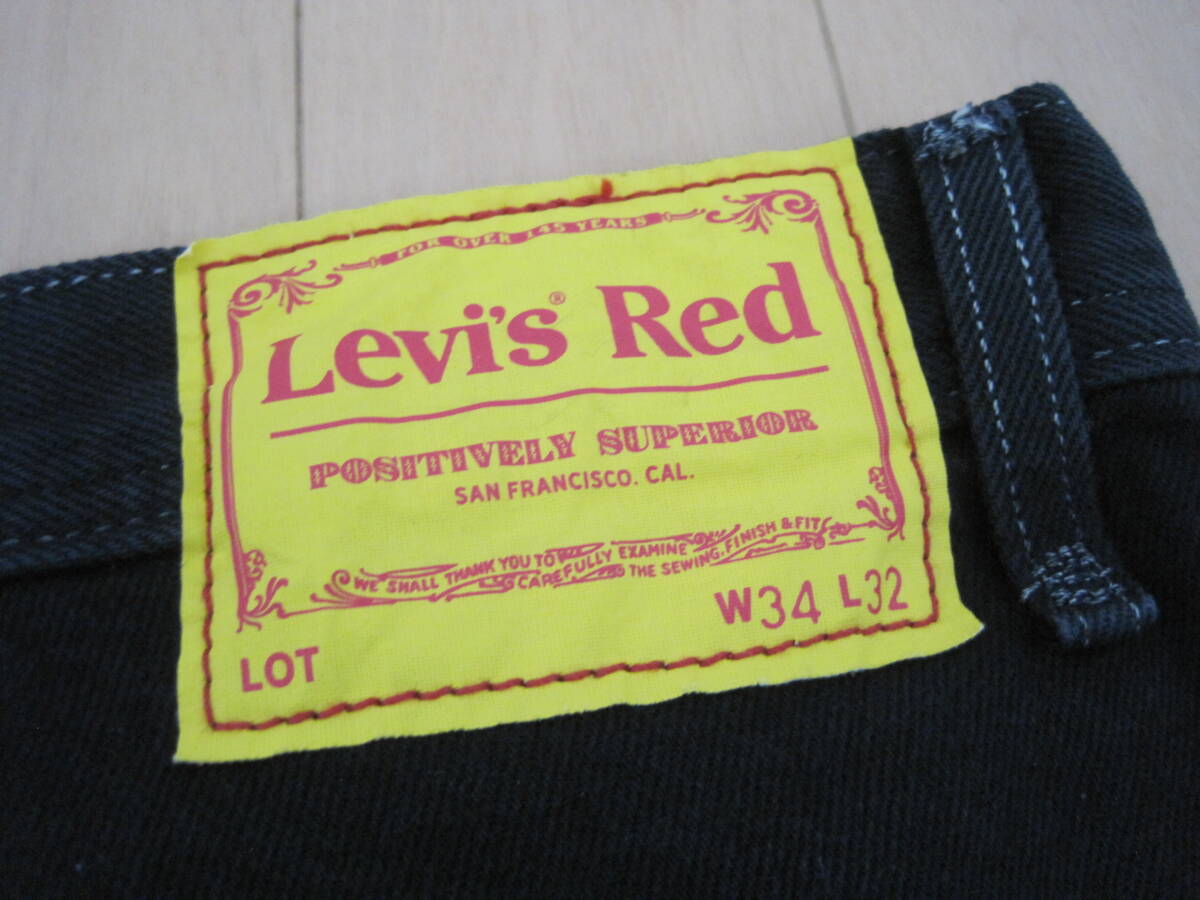 FOR OVER 145 YEARS
Levi's® Red
POSITIVELY SUPERIOR
SAN FRANCISCO. CAL.
WE SHALL THANK YOU TO CAREFULLY EXAMINE THE SEWING, FINISH & FIT
LOT W34 L32